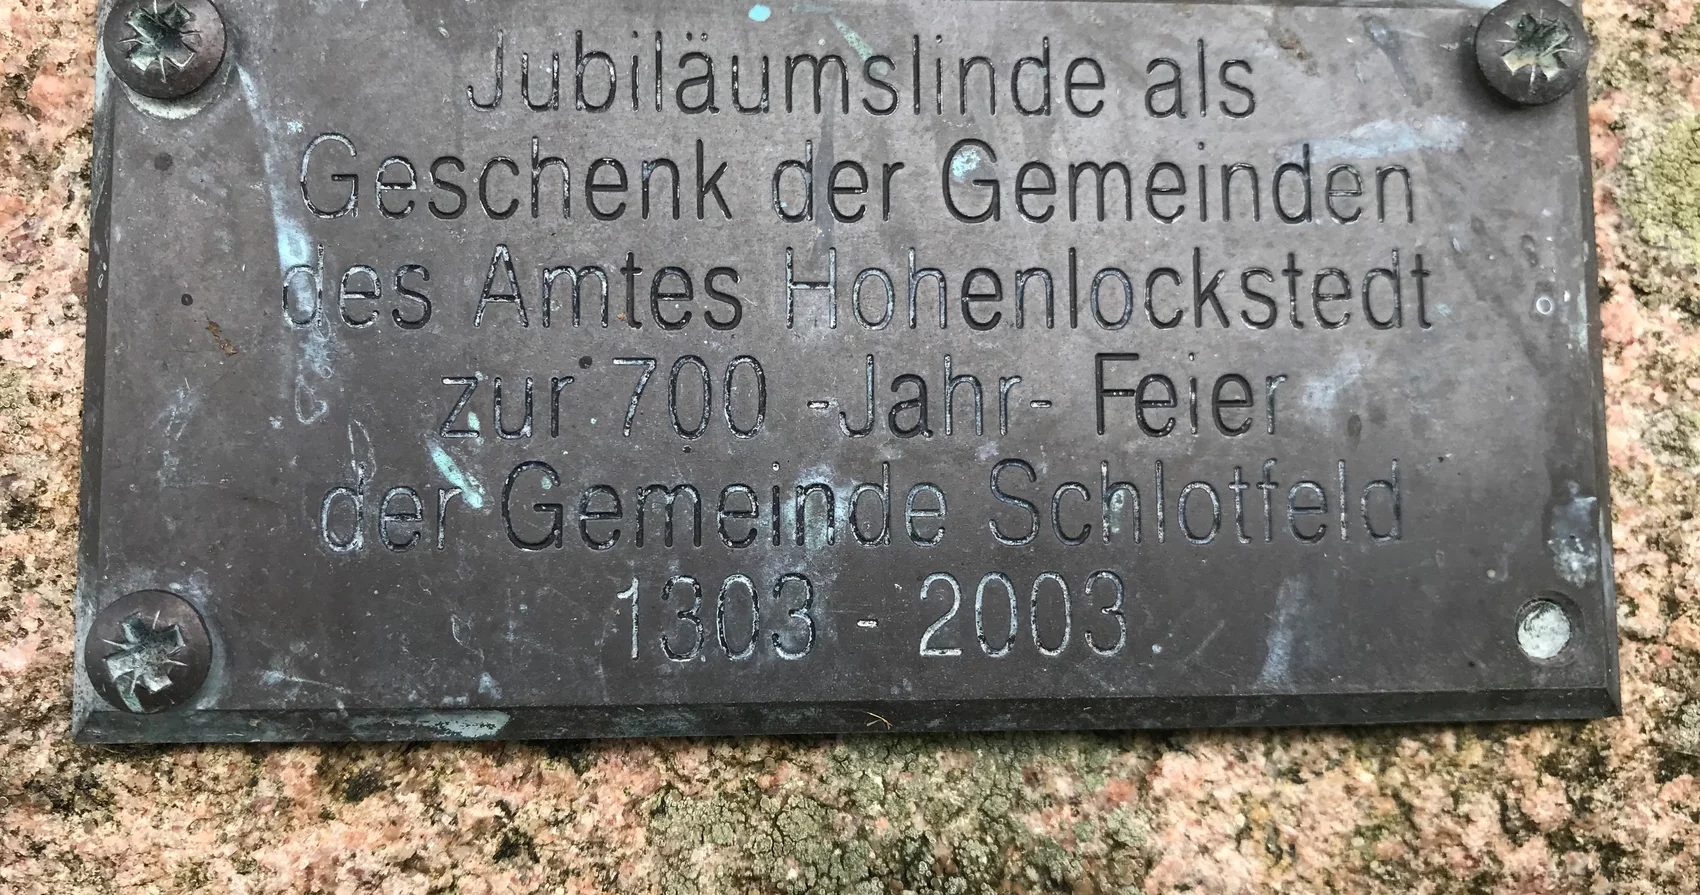 Jubiläumslinde als
Geschenk der Gemeinden
des Amtes Hohenlockstedt
zur 700 -Jahr- Feier
der Gemeinde Schlotfeld
1303 - 2003